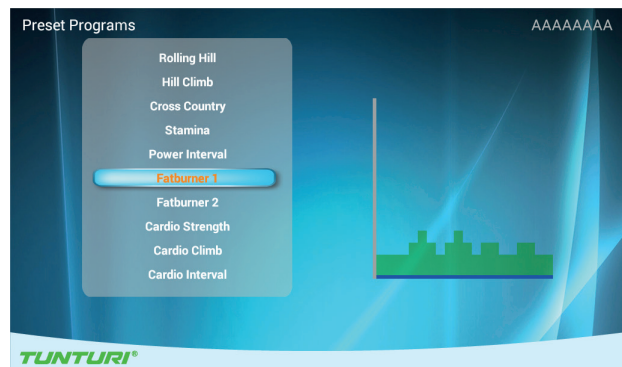 Preset Programs
AAAAAAAA
Rolling Hill
Hill Climb
Cross Country
Stamina
Power Interval
Fatburner 1
Fatburner 2
Cardio Strength
Cardio Climb
Cardio Interval
TUNTURI®